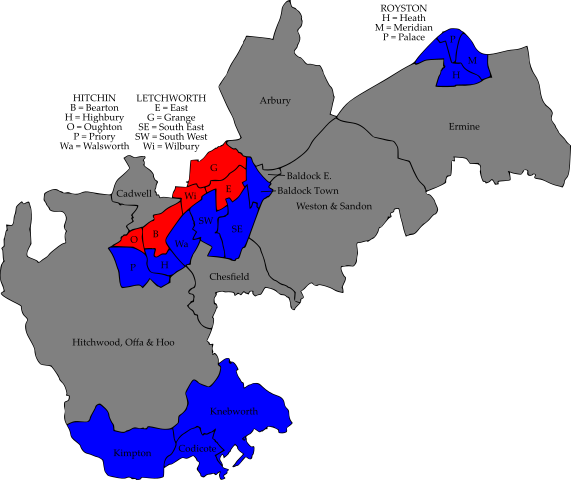 ROYSTON
H = Heath
M = Meridian
P = Palace
P
M
H
HITCHIN
B = Bearton
H = Highbury
O = Oughton
P = Priory
Wa = Walsworth
LETCHWORTH
E = East
G = Grange
SE = South East
SW = South West
Wi = Wilbury
Arbury
Ermine
G
Baldock E.
E
Baldock Town
Cadwell
Wi
Weston & Sandon
SW
SE
B
O
Wa
P
H
Chesfield
Hitchwood, Offa & Hoo
Knebworth
Kimpton